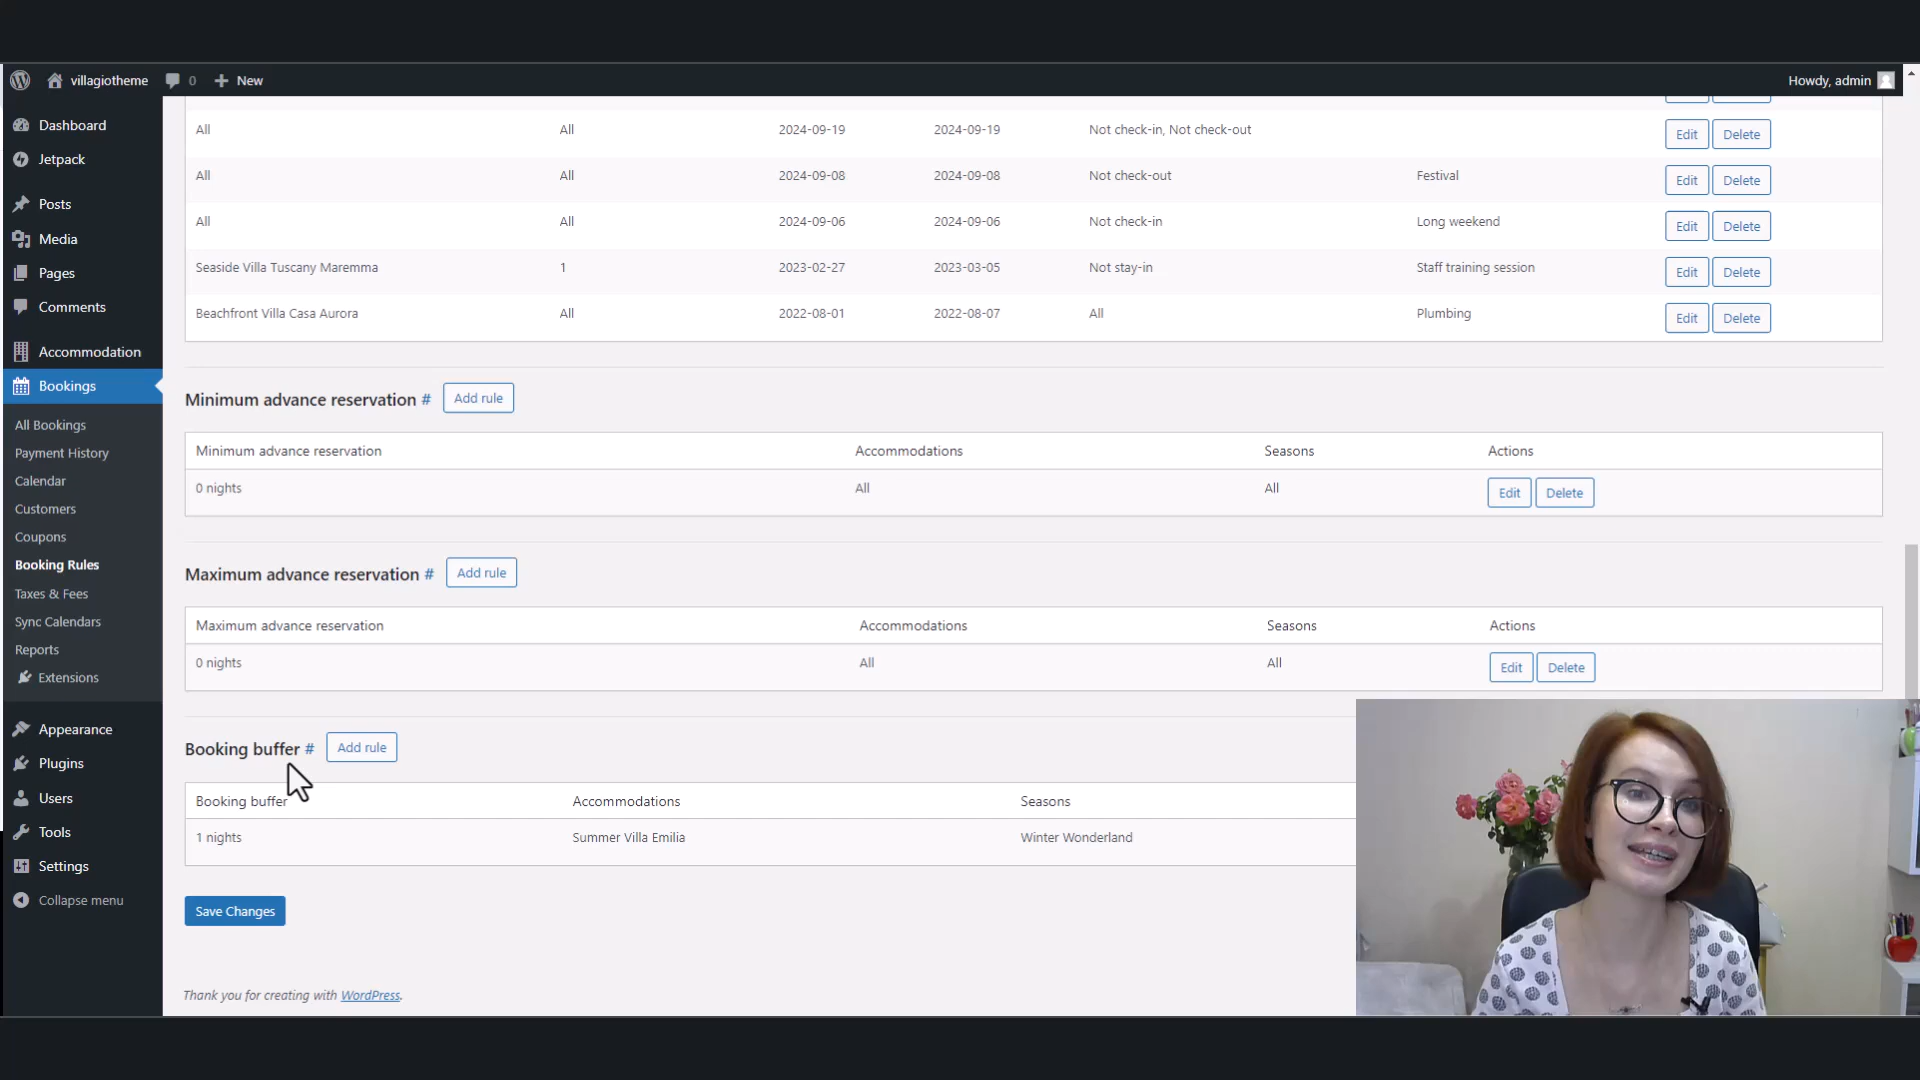 villagiotheme 0 New Howdy, admin
Dashboard
Jetpack
Posts
Media
Pages
Comments
Accommodation
Bookings
All Bookings
Payment History
Calendar
Customers
Coupons
Booking Rules
Taxes & Fees
Sync Calendars
Reports
Extensions
Appearance
Plugins
Users
Tools
Settings
Collapse menu
All All 2024-09-19 2024-09-19 Not check-in, Not check-out Edit Delete
All All 2024-09-08 2024-09-08 Not check-out Festival Edit Delete
All All 2024-09-06 2024-09-06 Not check-in Long weekend Edit Delete
Seaside Villa Tuscany Maremma 1 2023-02-27 2023-03-05 Not stay-in Staff training session Edit Delete
Beachfront Villa Casa Aurora All 2022-08-01 2022-08-07 All Plumbing Edit Delete
Minimum advance reservation # Add rule
Minimum advance reservation Accommodations Seasons Actions
0 nights All All Edit Delete
Maximum advance reservation # Add rule
Maximum advance reservation Accommodations Seasons Actions
0 nights All All Edit Delete
Booking buffer # Add rule
Booking buffer Accommodations Seasons
1 nights Summer Villa Emilia Winter Wonderland
Save Changes
Thank you for creating with WordPress.